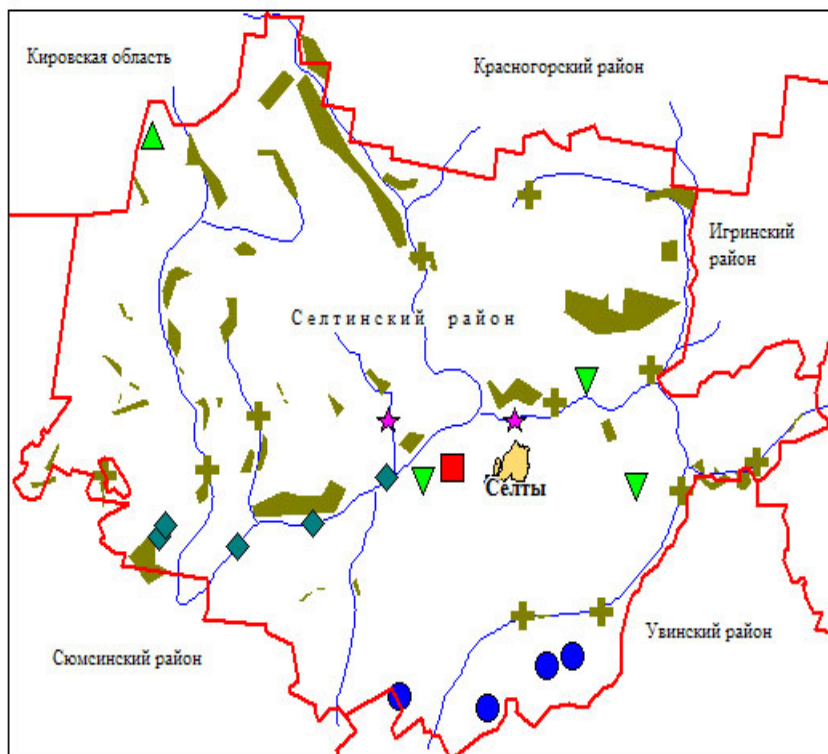 Кировская область
Красногорский район
Игринский
район
Селтинский район
Селты
Увинский район
Сюмсинский район